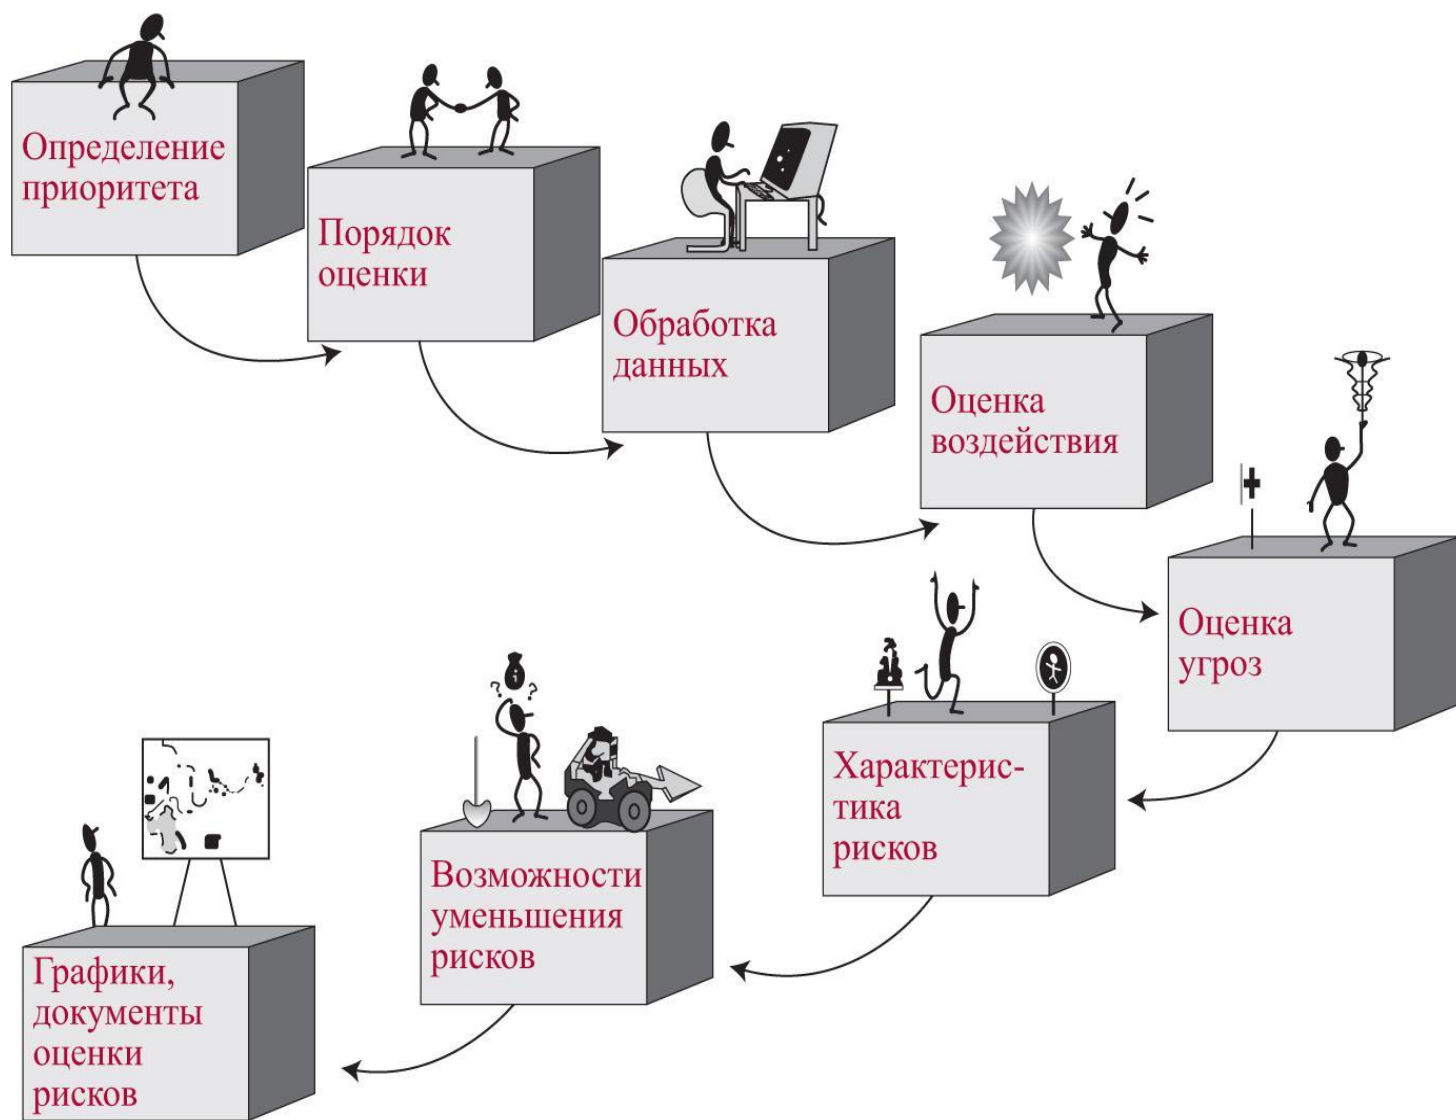 Определение
приоритета
Порядок
оценки
Обработка
данных
Оценка
воздействия
Оценка
угроз
Характерис-
тика
рисков
Возможности
уменьшения
рисков
Графики,
документы
оценки
рисков